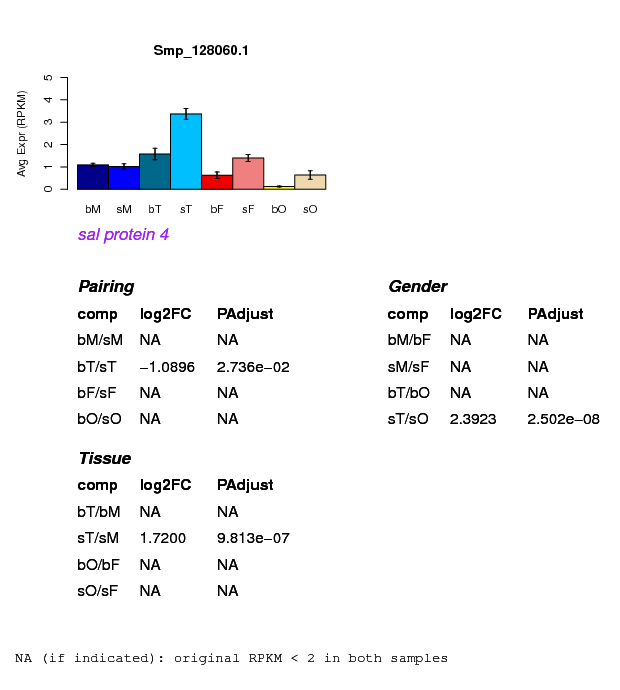 Smp_128060.1
Avg Expr (RPKM)
0 1 2 3 4 5
bM sM bT sT bF sF bO sO
sal protein 4
Pairing
comp log2FC PAdjust
bM/sM NA NA
bT/sT −1.0896 2.736e−02
bF/sF NA NA
bO/sO NA NA
Gender
comp log2FC PAdjust
bM/bF NA NA
sM/sF NA NA
bT/bO NA NA
sT/sO 2.3923 2.502e−08
Tissue
comp log2FC PAdjust
bT/bM NA NA
sT/sM 1.7200 9.813e−07
bO/bF NA NA
sO/sF NA NA
NA (if indicated): original RPKM < 2 in both samples